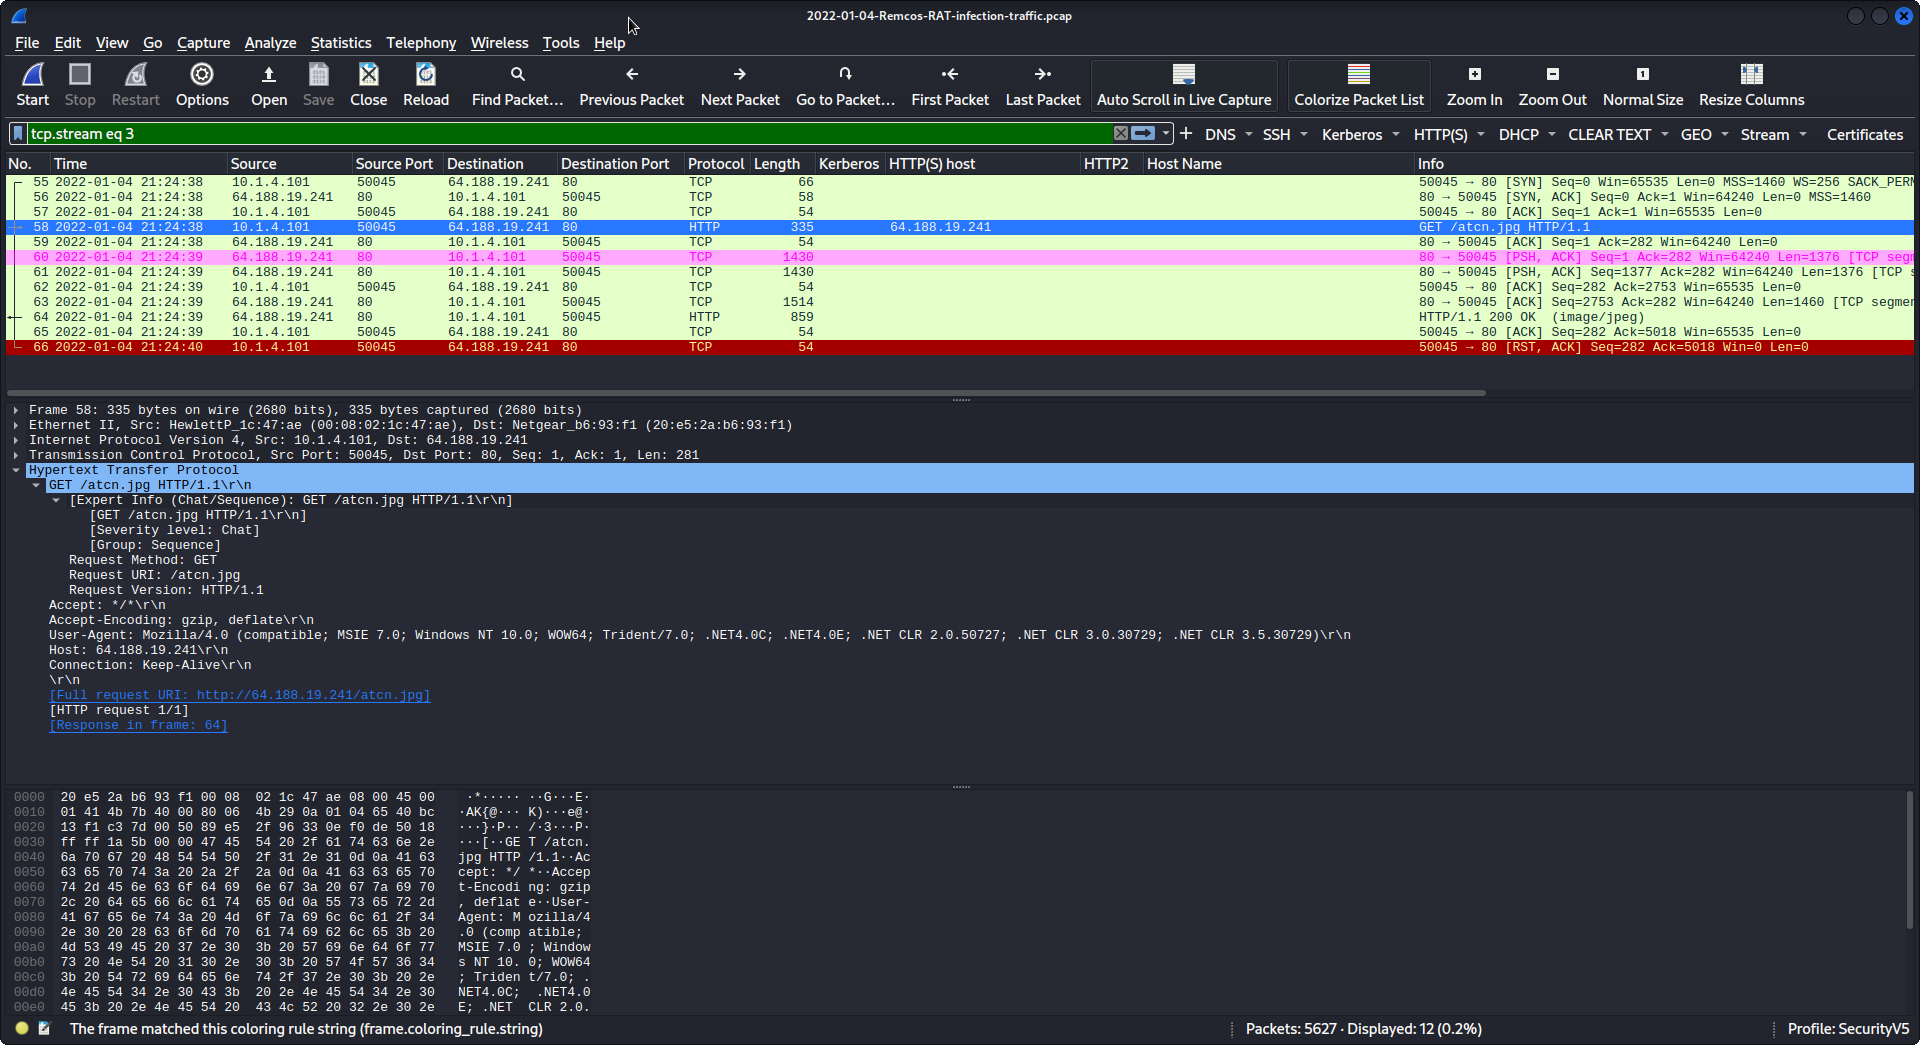 2022-01-04-Remcos-RAT-infection-traffic.pcap
File Edit View Go Capture Analyze Statistics Telephony Wireless Tools Help
Start Stop Restart Options Open Save Close Reload Find Packet... Previous Packet Next Packet Go to Packet... First Packet Last Packet Auto Scroll in Live Capture Colorize Packet List Zoom In Zoom Out Normal Size Resize Columns
tcp.stream eq 3 + DNS SSH Kerberos HTTP(S) DHCP CLEAR TEXT GEO Stream Certificates
No. Time Source Source Port Destination Destination Port Protocol Length Kerberos HTTP(S) host HTTP2 Host Name Info
55 2022-01-04 21:24:38 10.1.4.101 50045 64.188.19.241 80 TCP 66 50045 → 80 [SYN] Seq=0 Win=65535 Len=0 MSS=1460 WS=256 SACK_PERM
56 2022-01-04 21:24:38 64.188.19.241 80 10.1.4.101 50045 TCP 58 80 → 50045 [SYN, ACK] Seq=0 Ack=1 Win=64240 Len=0 MSS=1460
57 2022-01-04 21:24:38 10.1.4.101 50045 64.188.19.241 80 TCP 54 50045 → 80 [ACK] Seq=1 Ack=1 Win=65535 Len=0
58 2022-01-04 21:24:38 10.1.4.101 50045 64.188.19.241 80 HTTP 335 64.188.19.241 GET /atcn.jpg HTTP/1.1
59 2022-01-04 21:24:38 64.188.19.241 80 10.1.4.101 50045 TCP 54 80 → 50045 [ACK] Seq=1 Ack=282 Win=64240 Len=0
60 2022-01-04 21:24:39 64.188.19.241 80 10.1.4.101 50045 TCP 1430 80 → 50045 [PSH, ACK] Seq=1 Ack=282 Win=64240 Len=1376 [TCP segm
61 2022-01-04 21:24:39 64.188.19.241 80 10.1.4.101 50045 TCP 1430 80 → 50045 [PSH, ACK] Seq=1377 Ack=282 Win=64240 Len=1376 [TCP s
62 2022-01-04 21:24:39 10.1.4.101 50045 64.188.19.241 80 TCP 54 50045 → 80 [ACK] Seq=282 Ack=2753 Win=65535 Len=0
63 2022-01-04 21:24:39 64.188.19.241 80 10.1.4.101 50045 TCP 1514 80 → 50045 [ACK] Seq=2753 Ack=282 Win=64240 Len=1460 [TCP segmen
64 2022-01-04 21:24:39 64.188.19.241 80 10.1.4.101 50045 HTTP 859 HTTP/1.1 200 OK (image/jpeg)
65 2022-01-04 21:24:39 10.1.4.101 50045 64.188.19.241 80 TCP 54 50045 → 80 [ACK] Seq=282 Ack=5018 Win=65535 Len=0
66 2022-01-04 21:24:40 10.1.4.101 50045 64.188.19.241 80 TCP 54 50045 → 80 [RST, ACK] Seq=282 Ack=5018 Win=0 Len=0
Frame 58: 335 bytes on wire (2680 bits), 335 bytes captured (2680 bits)
Ethernet II, Src: HewlettP_1c:47:ae (00:08:02:1c:47:ae), Dst: Netgear_b6:93:f1 (20:e5:2a:b6:93:f1)
Internet Protocol Version 4, Src: 10.1.4.101, Dst: 64.188.19.241
Transmission Control Protocol, Src Port: 50045, Dst Port: 80, Seq: 1, Ack: 1, Len: 281
Hypertext Transfer Protocol
GET /atcn.jpg HTTP/1.1\r\n
[Expert Info (Chat/Sequence): GET /atcn.jpg HTTP/1.1\r\n]
[GET /atcn.jpg HTTP/1.1\r\n]
[Severity level: Chat]
[Group: Sequence]
Request Method: GET
Request URI: /atcn.jpg
Request Version: HTTP/1.1
Accept: */*\r\n
Accept-Encoding: gzip, deflate\r\n
User-Agent: Mozilla/4.0 (compatible; MSIE 7.0; Windows NT 10.0; WOW64; Trident/7.0; .NET4.0C; .NET4.0E; .NET CLR 2.0.50727; .NET CLR 3.0.30729; .NET CLR 3.5.30729)\r\n
Host: 64.188.19.241\r\n
Connection: Keep-Alive\r\n
\r\n
[Full request URI: http://64.188.19.241/atcn.jpg]
[HTTP request 1/1]
[Response in frame: 64]
0000 20 e5 2a b6 93 f1 00 08 02 1c 47 ae 08 00 45 00 ·*····· ··G···E·
0010 01 41 4b 7b 40 00 80 06 4b 29 0a 01 04 65 40 bc ·AK{@··· K)···e@·
0020 13 f1 c3 7d 00 50 89 e5 2f 96 33 0e f0 de 50 18 ···}·P·· /·3···P·
0030 ff ff 1a 5b 00 00 47 45 54 20 2f 61 74 63 6e 2e ···[··GE T /atcn.
0040 6a 70 67 20 48 54 54 50 2f 31 2e 31 0d 0a 41 63 jpg HTTP /1.1··Ac
0050 63 65 70 74 3a 20 2a 2f 2a 0d 0a 41 63 63 65 70 cept: */ *··Accep
0060 74 2d 45 6e 63 6f 64 69 6e 67 3a 20 67 7a 69 70 t-Encodi ng: gzip
0070 2c 20 64 65 66 6c 61 74 65 0d 0a 55 73 65 72 2d , deflat e··User-
0080 41 67 65 6e 74 3a 20 4d 6f 7a 69 6c 6c 61 2f 34 Agent: M ozilla/4
0090 2e 30 20 28 63 6f 6d 70 61 74 69 62 6c 65 3b 20 .0 (comp atible;
00a0 4d 53 49 45 20 37 2e 30 3b 20 57 69 6e 64 6f 77 MSIE 7.0 ; Window
00b0 73 20 4e 54 20 31 30 2e 30 3b 20 57 4f 57 36 34 s NT 10. 0; WOW64
00c0 3b 20 54 72 69 64 65 6e 74 2f 37 2e 30 3b 20 2e ; Triden t/7.0; .
00d0 4e 45 54 34 2e 30 43 3b 20 2e 4e 45 54 34 2e 30 NET4.0C; .NET4.0
00e0 45 3b 20 2e 4e 45 54 20 43 4c 52 20 32 2e 30 2e E; .NET CLR 2.0.
The frame matched this coloring rule string (frame.coloring_rule.string) Packets: 5627 · Displayed: 12 (0.2%) Profile: SecurityV5